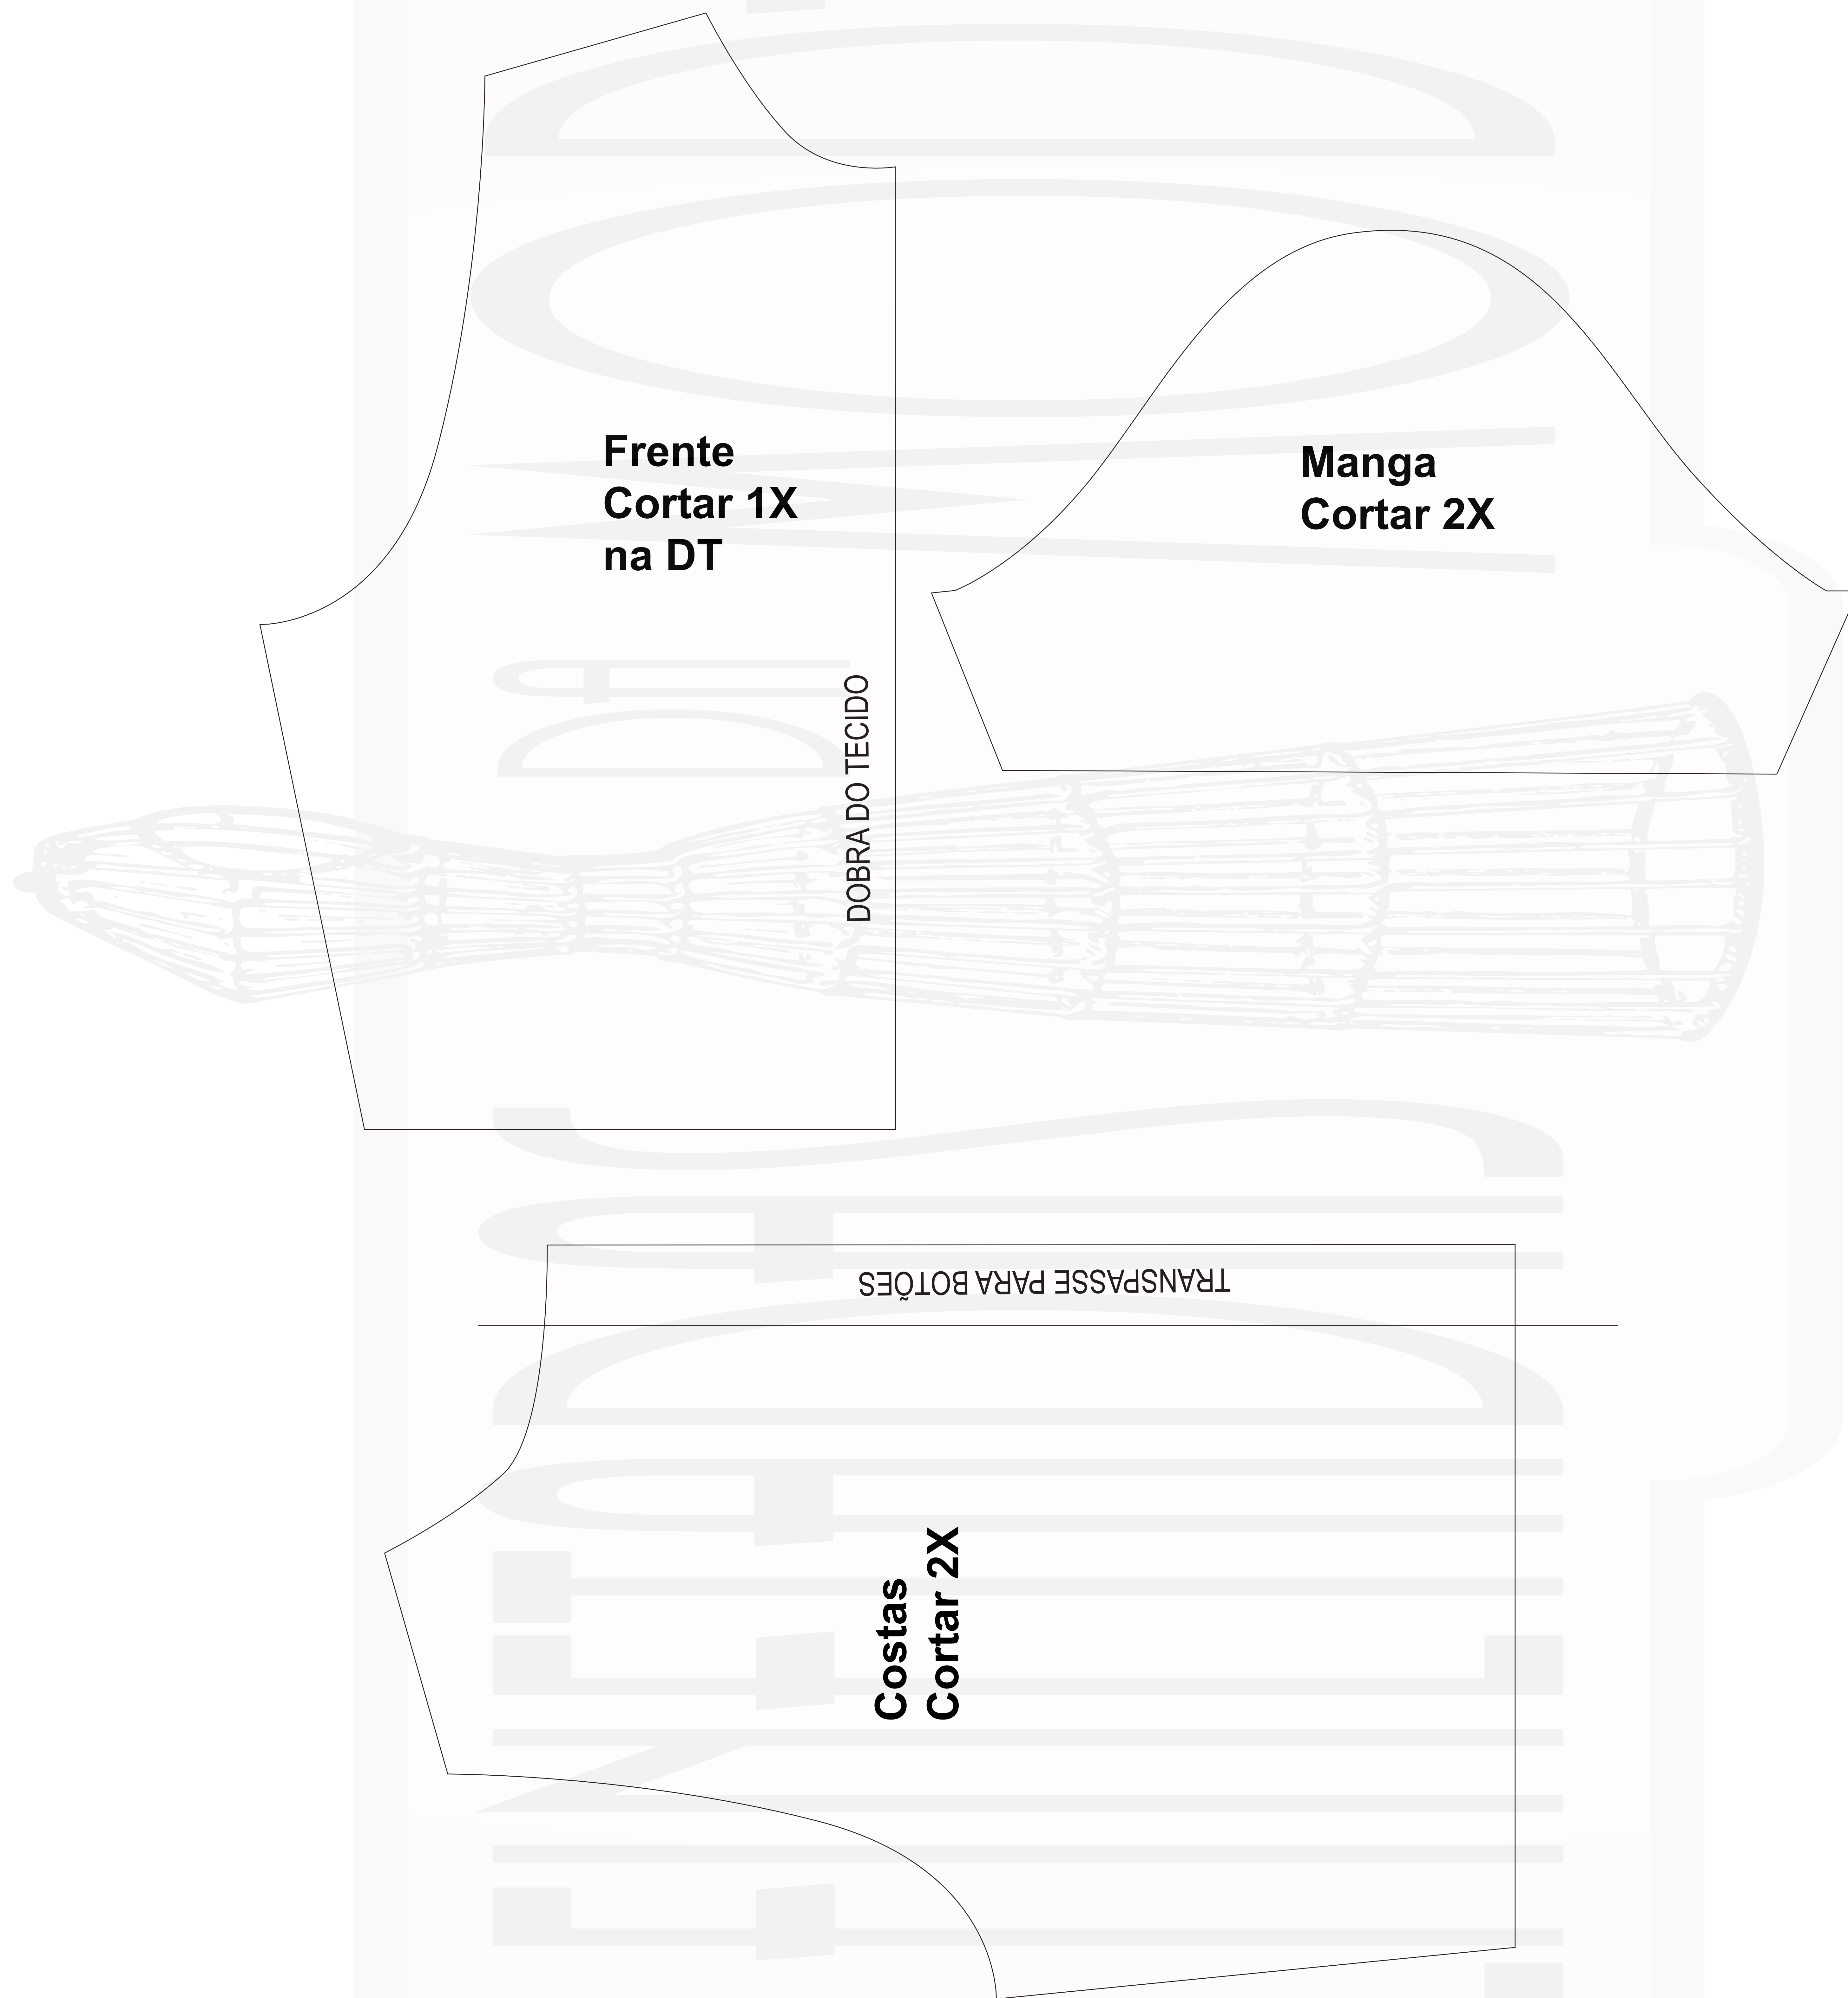 Frente
Cortar 1X
na DT
Manga
Cortar 2X
DOBRA DO TECIDO
TRANSPASSE PARA BOTÕES
Costas
Cortar 2X